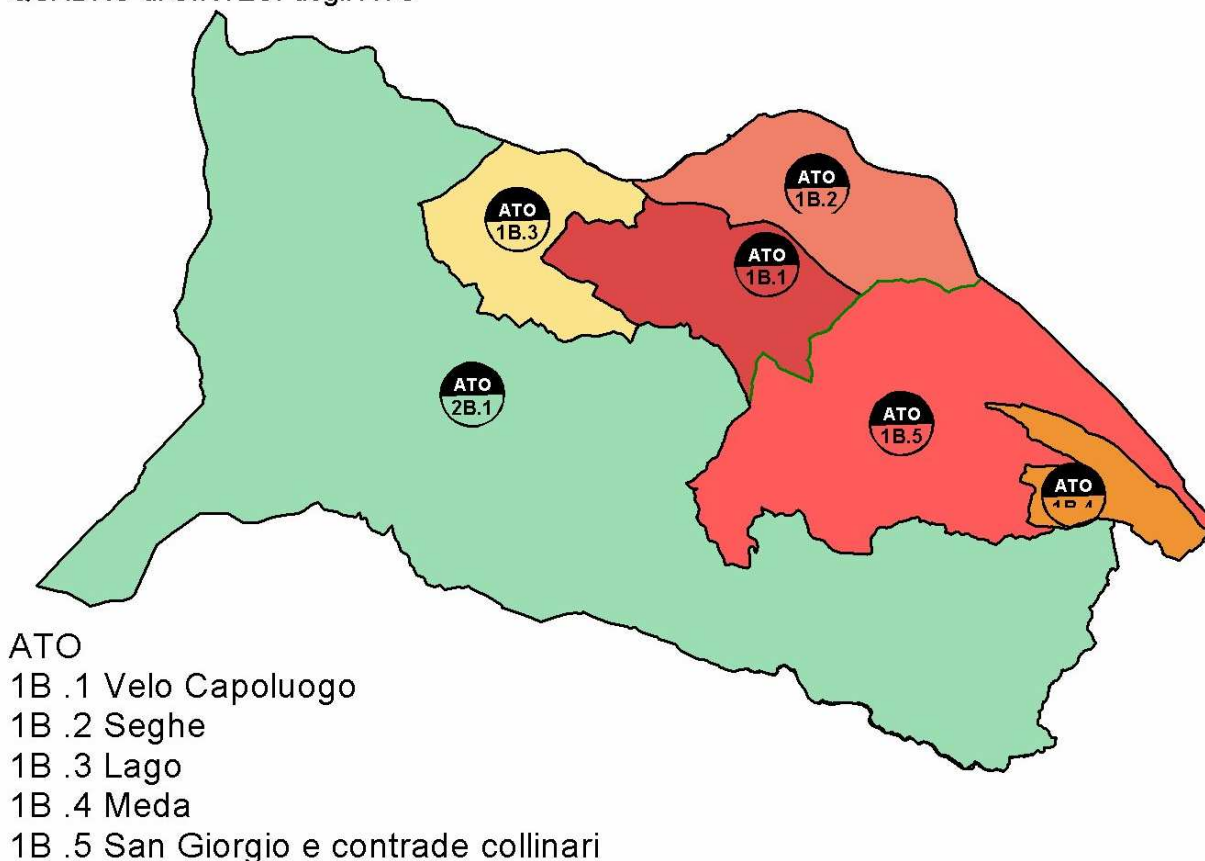 ATO
1B.2
ATO
1B.3
ATO
1B.1
ATO
2B.1
ATO
1B.5
ATO
ATO
1B .1 Velo Capoluogo
1B .2 Seghe
1B .3 Lago
1B .4 Meda
1B .5 San Giorgio e contrade collinari